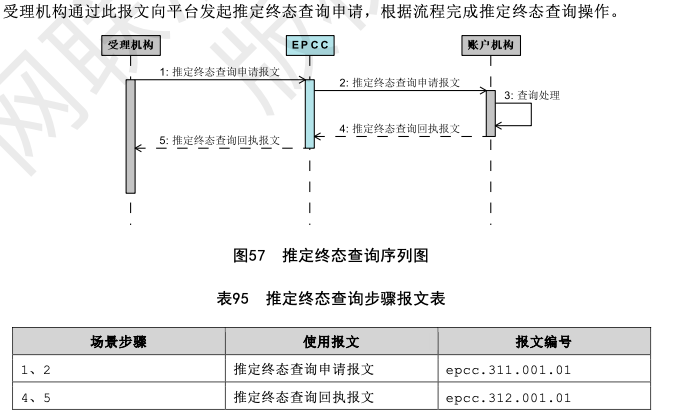 受理机构通过此报文向平台发起推定终态查询申请，根据流程完成推定终态查询操作。
受理机构
EPCC
账户机构
1: 推定终态查询申请报文
2: 推定终态查询申请报文
3: 查询处理
4: 推定终态查询回执报文
5: 推定终态查询回执报文
图57 推定终态查询序列图
表95 推定终态查询步骤报文表
场景步骤 使用报文 报文编号
1、2 推定终态查询申请报文 epcc.311.001.01
4、5 推定终态查询回执报文 epcc.312.001.01
网联
版